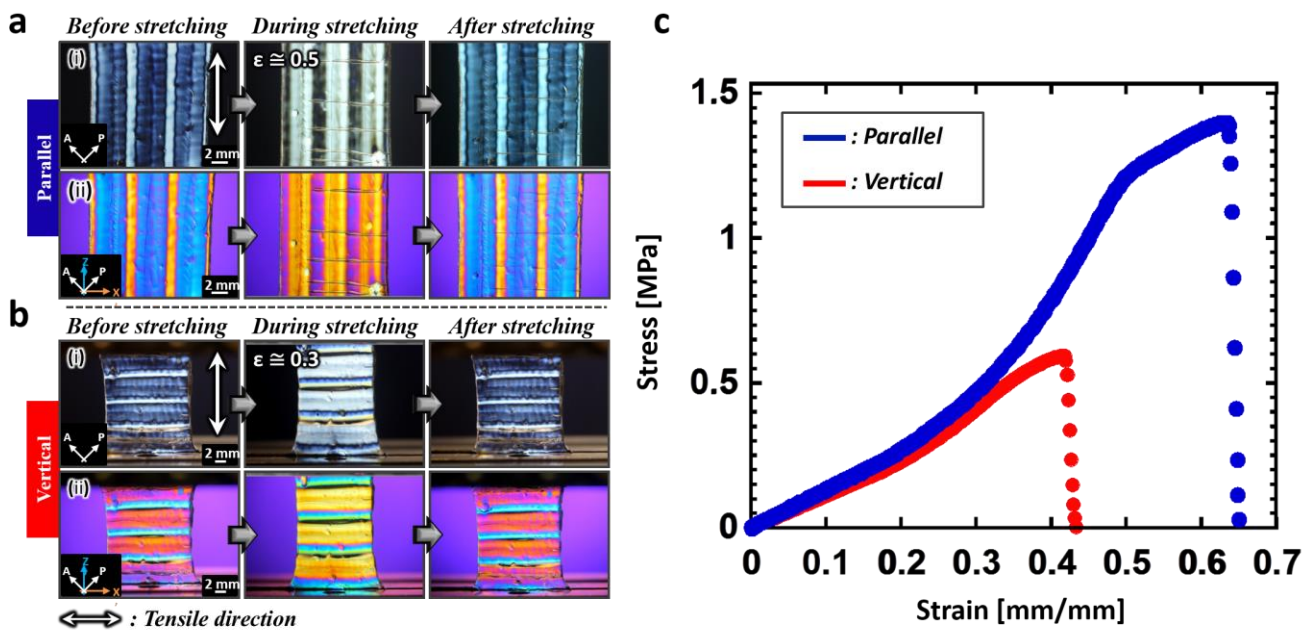 a
Before stretching During stretching After stretching
Parallel
(i)
ε ≅ 0.5
A P
2 mm
(ii)
Z
A P
X
2 mm
b
Before stretching During stretching After stretching
Vertical
(i)
ε ≅ 0.3
A P
2 mm
(ii)
Z
A P
X
2 mm
: Tensile direction
c
1.5
1
0.5
0
Stress [MPa]
: Parallel
: Vertical
0 0.1 0.2 0.3 0.4 0.5 0.6 0.7
Strain [mm/mm]